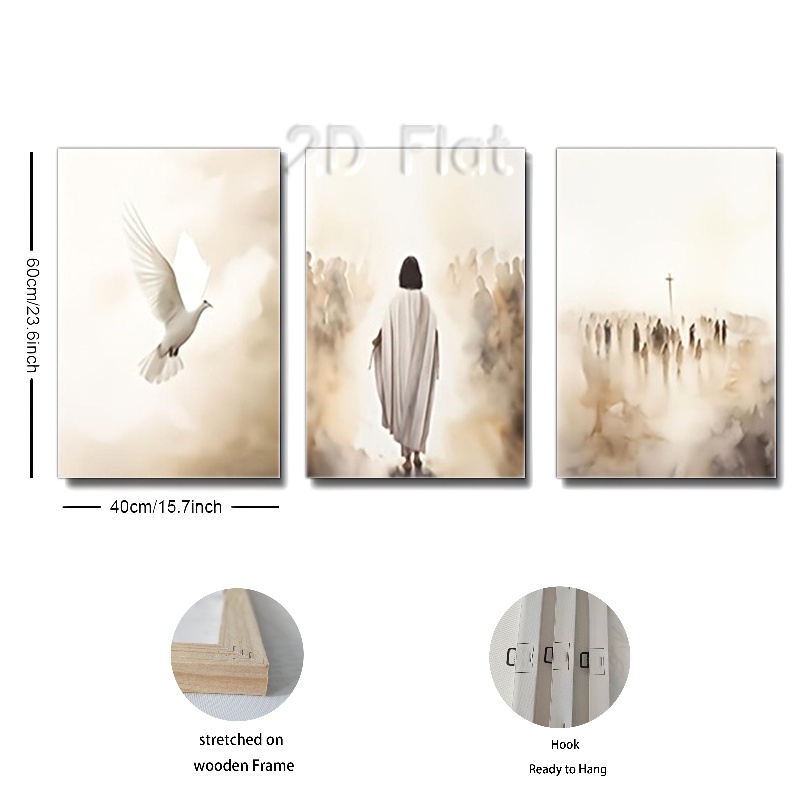 2D Flat
60cm/23.6inch
40cm/15.7inch
stretched on
wooden Frame
Hook
Ready to Hang